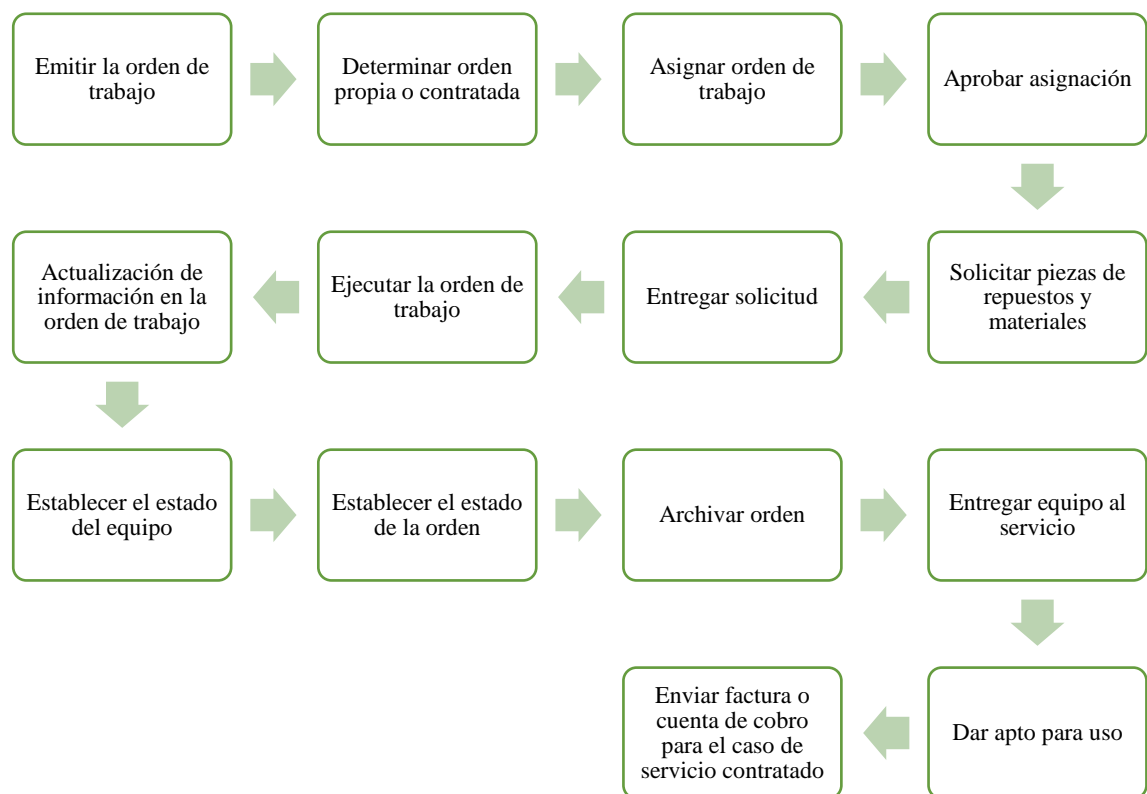 Emitir la orden de
trabajo
Determinar orden
propia o contratada
Asignar orden de
trabajo
Aprobar asignación
Solicitar piezas de
repuestos y
materiales
Entregar solicitud
Ejecutar la orden de
trabajo
Actualización de
información en la
orden de trabajo
Establecer el estado
del equipo
Establecer el estado
de la orden
Archivar orden
Entregar equipo al
servicio
Dar apto para uso
Enviar factura o
cuenta de cobro
para el caso de
servicio contratado